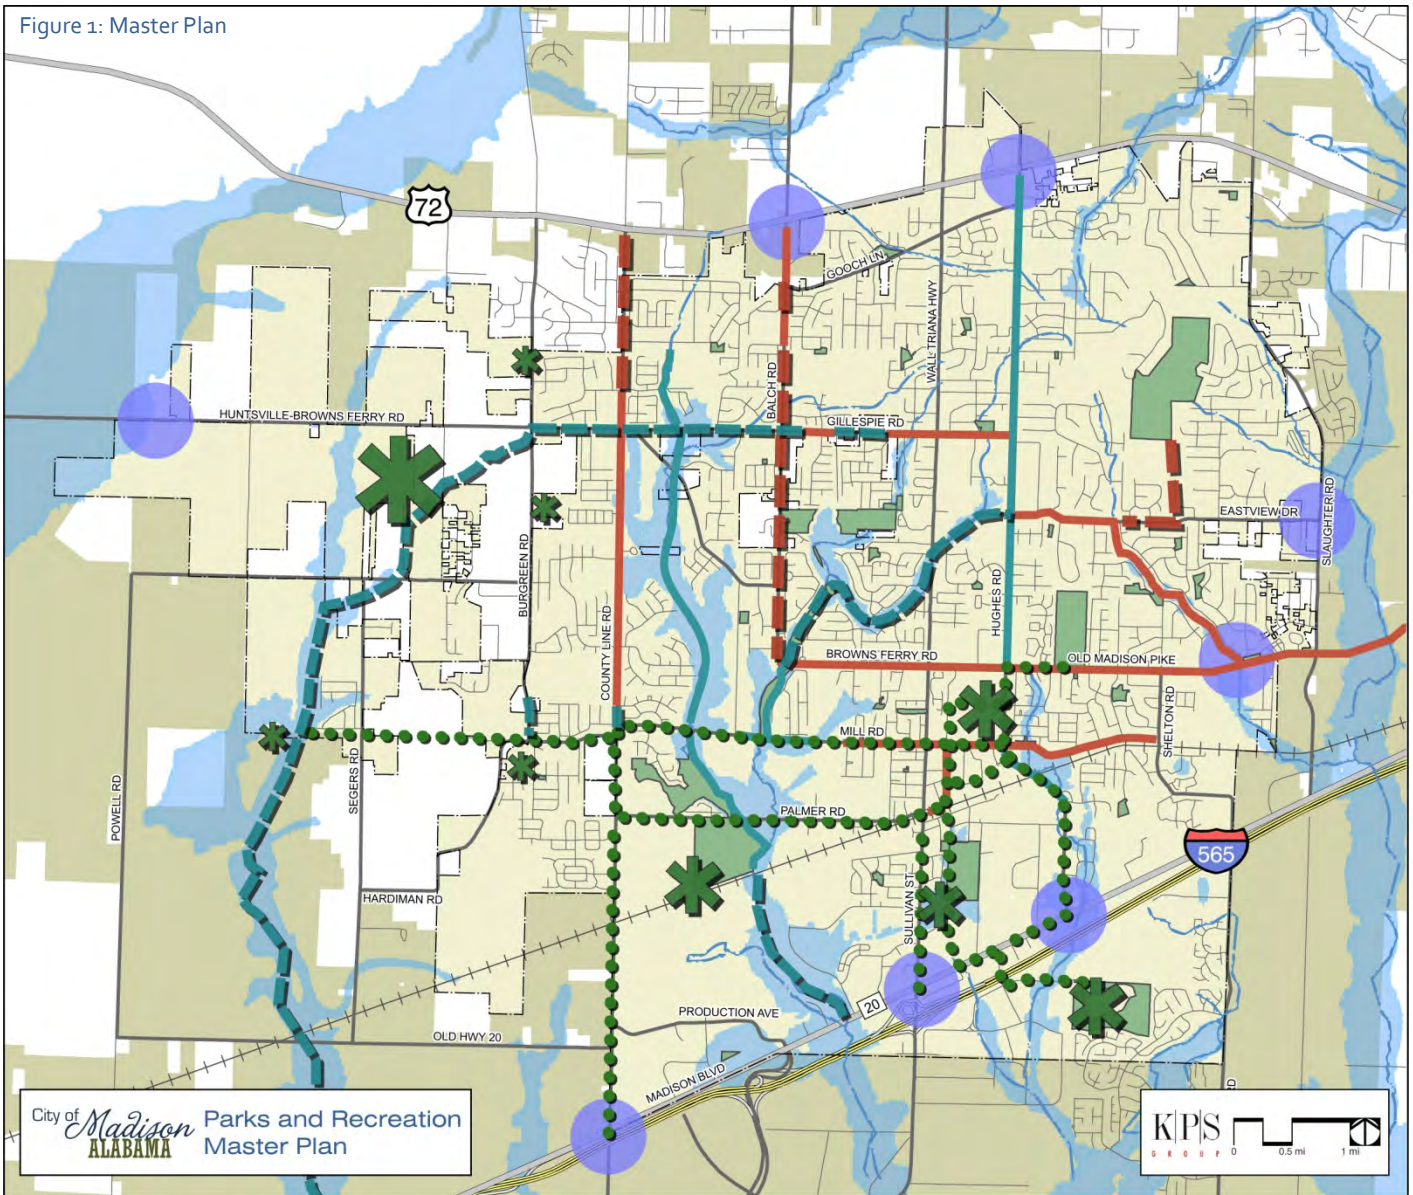 Figure 1: Master Plan
72
GOOCH LN
WALL TRIANA HWY
BALCH RD
HUNTSVILLE-BROWNS FERRY RD
GILLESPIE RD
EASTVIEW DR
SLAUGHTER RD
BURGREEN RD
HUGHES RD
COUNTY LINE RD
BROWNS FERRY RD
OLD MADISON PIKE
SHELTON RD
MILL RD
POWELL RD
SEGERS RD
PALMER RD
565
HARDIMAN RD
SULLIVAN ST
20
PRODUCTION AVE
OLD HWY 20
MADISON BLVD
RD
City of Madison ALABAMA
Parks and Recreation
Master Plan
KPS
GROUP
0 0.5 mi 1 mi